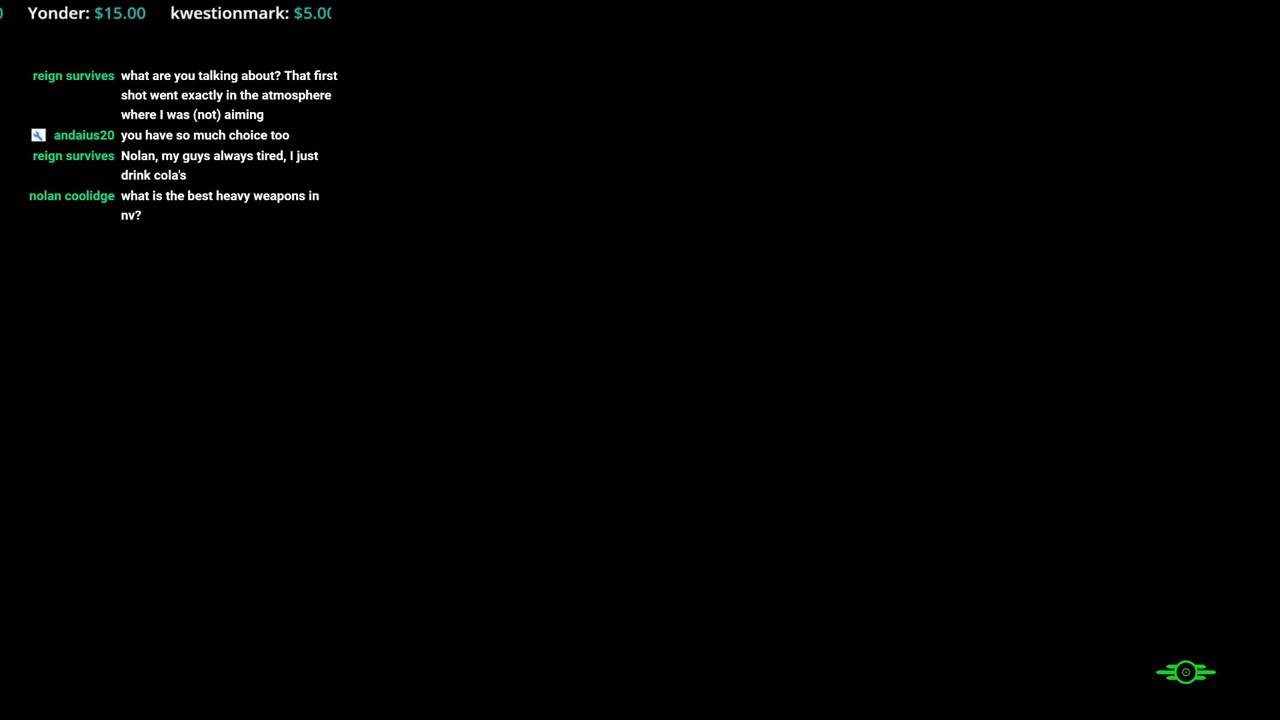 Yonder: $15.00 kwestionmark: $5.00
reign survives what are you talking about? That first
shot went exactly in the atmosphere
where I was (not) aiming
andaius20 you have so much choice too
reign survives Nolan, my guys always tired, I just
drink cola's
nolan coolidge what is the best heavy weapons in
nv?